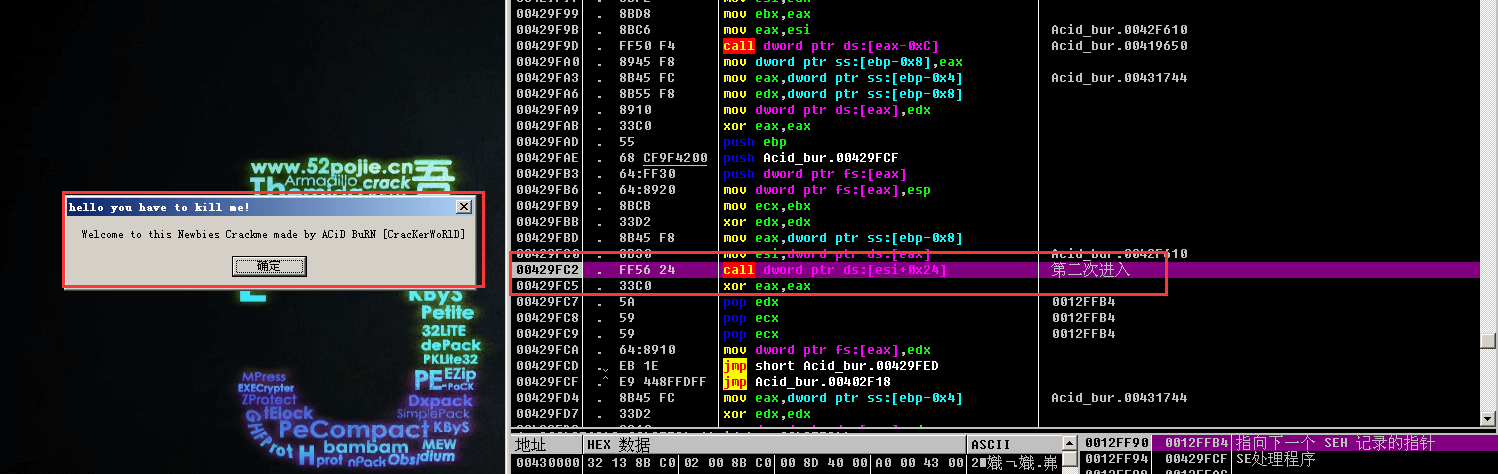 www.52pojie.cn
吾
Armadillo crack
hello you have to kill me!
Welcome to this Newbies Crackme made by ACiD BuRN [CracKerWoRlD]
确定
KByS
Petite
32LITE
dePack
PKLite32
MPress
PE-PaCK
EZip
EXECrypter
ZProtect
Dxpack
tElock
SimplePack
PeCompact
KByS
bambam
MEW
nPack
Obsidium
00429F99 . 8BD8 mov ebx,eax
00429F9B . 8BC6 mov eax,esi Acid_bur.0042F610
00429F9D . FF50 F4 call dword ptr ds:[eax-0xC] Acid_bur.00419650
00429FA0 . 8945 F8 mov dword ptr ss:[ebp-0x8],eax
00429FA3 . 8B45 FC mov eax,dword ptr ss:[ebp-0x4] Acid_bur.00431744
00429FA6 . 8B55 F8 mov edx,dword ptr ss:[ebp-0x8]
00429FA9 . 8910 mov dword ptr ds:[eax],edx
00429FAB . 33C0 xor eax,eax
00429FAD . 55 push ebp
00429FAE . 68 CF9F4200 push Acid_bur.00429FCF
00429FB3 . 64:FF30 push dword ptr fs:[eax]
00429FB6 . 64:8920 mov dword ptr fs:[eax],esp
00429FB9 . 8BCB mov ecx,ebx
00429FBB . 33D2 xor edx,edx
00429FBD . 8B45 F8 mov eax,dword ptr ss:[ebp-0x8]
00429FC0 . 8B30 mov esi,dword ptr ds:[eax] Acid_bur.0042F610
00429FC2 . FF56 24 call dword ptr ds:[esi+0x24] 第二次进入
00429FC5 . 33C0 xor eax,eax
00429FC7 . 5A pop edx 0012FFB4
00429FC8 . 59 pop ecx 0012FFB4
00429FC9 . 59 pop ecx 0012FFB4
00429FCA . 64:8910 mov dword ptr fs:[eax],edx
00429FCD . EB 1E jmp short Acid_bur.00429FED
00429FCF . E9 448FFDFF jmp Acid_bur.00402F18
00429FD4 . 8B45 FC mov eax,dword ptr ss:[ebp-0x4] Acid_bur.00431744
00429FD7 . 33D2 xor edx,edx
地址 HEX 数据 ASCII
00430000 32 13 8B C0 02 00 8B C0 00 8D 40 00 A0 00 43 00
0012FF90 0012FFB4 指向下一个 SEH 记录的指针
0012FF94 00429FCF SE处理程序